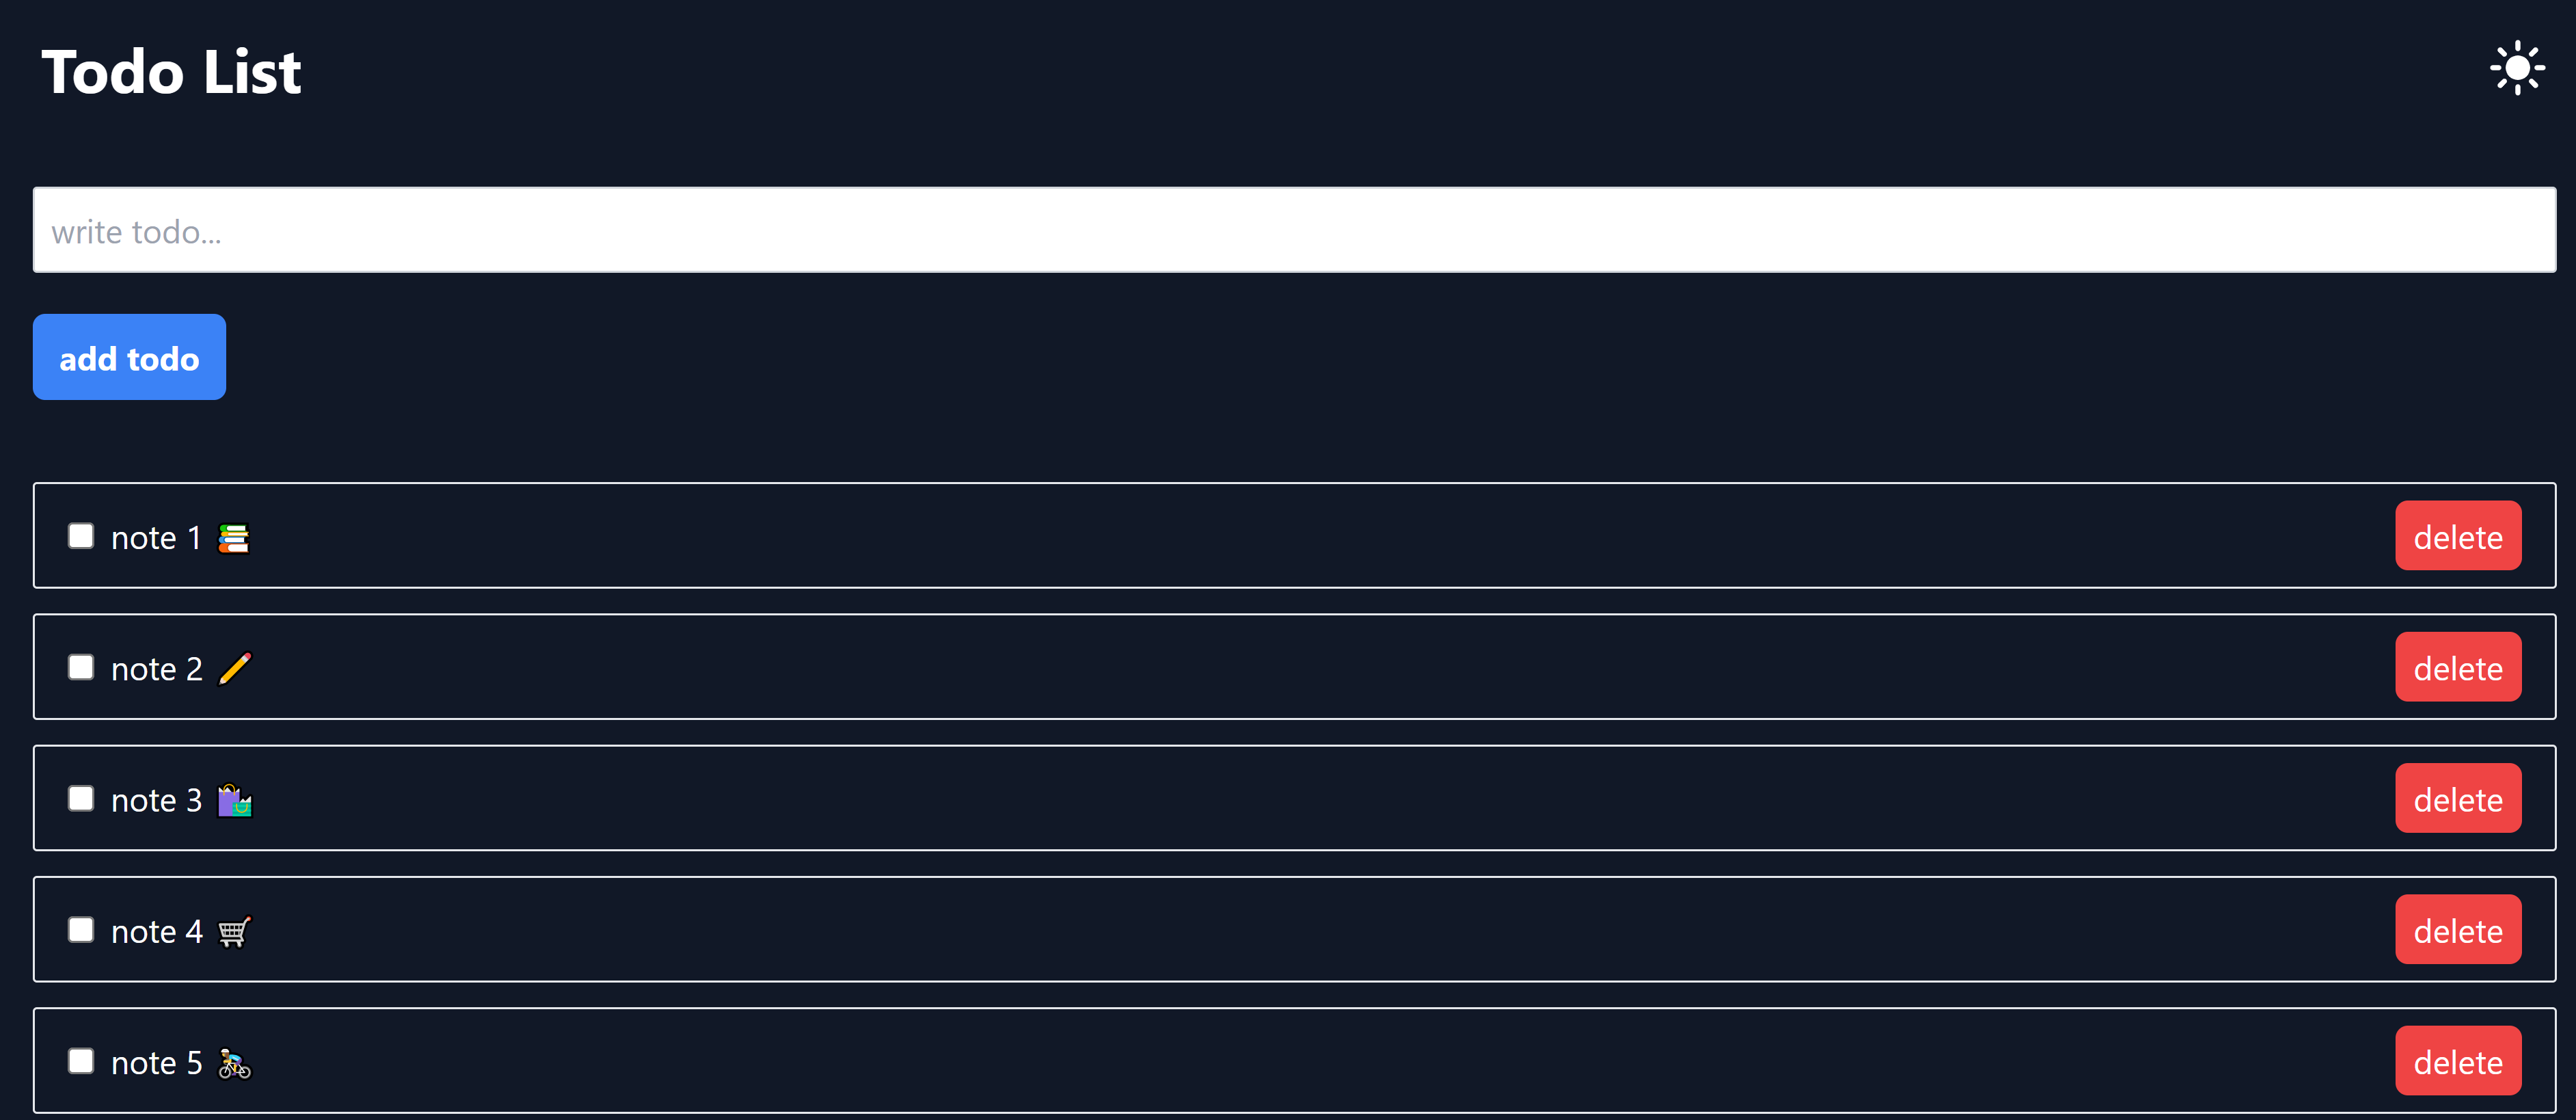 Todo List
write todo...
add todo
note 1 📚 delete
note 2 ✏️ delete
note 3 🛍️ delete
note 4 🛒 delete
note 5 🚴 delete